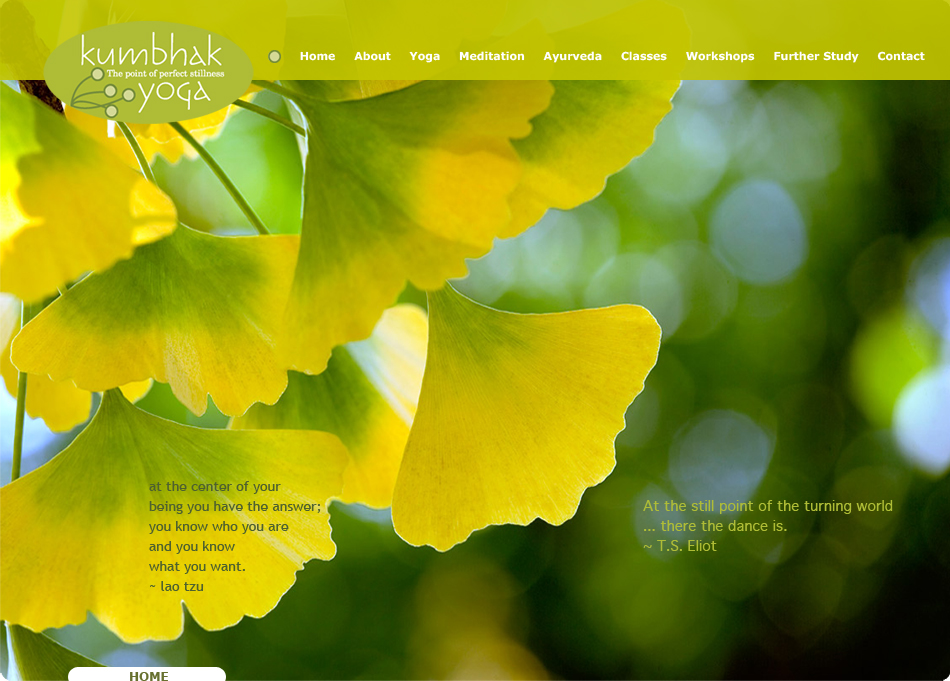 kumbhak
The point of perfect stillness
yoga
Home About Yoga Meditation Ayurveda Classes Workshops Further Study Contact
at the center of your
being you have the answer;
you know who you are
and you know
what you want.
~ lao tzu
At the still point of the turning world
... there the dance is.
~ T.S. Eliot
HOME